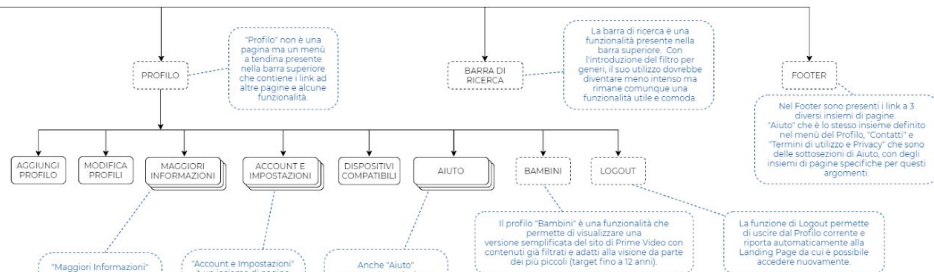 PROFILO
"Profilo" non è una
pagina ma un menù
a tendina presente
nella barra superiore
che contiene i link ad
altre pagine e alcune
funzionalità.
BARRA DI
RICERCA
La barra di ricerca è una
funzionalità presente nella
barra superiore. Con
l'introduzione del filtro per
generi, il suo utilizzo dovrebbe
diventare meno intenso ma
rimane comunque una
funzionalità utile e comoda.
FOOTER
Nel Footer sono presenti i link a 3
diversi insiemi di pagine.
"Aiuto" che è lo stesso insieme definito
nel menù del Profilo, "Contatti" e
"Termini di utilizzo e Privacy" che sono
delle sottosezioni di Aiuto, con degli
insiemi di pagine specifiche per questi
argomenti.
AGGIUNGI
PROFILO
MODIFICA
PROFILI
MAGGIORI
INFORMAZIONI
ACCOUNT E
IMPOSTAZIONI
DISPOSITIVI
COMPATIBILI
AIUTO
BAMBINI
LOGOUT
Il profilo "Bambini" è una funzionalità che
permette di visualizzare una
versione semplificata del sito di Prime Video con
contenuti già filtrati e adatti alla visione da parte
dei più piccoli (target fino a 12 anni).
La funzione di Logout permette
di uscire dal Profilo corrente e
riporta automaticamente alla
Landing Page da cui è possibile
accedere nuovamente.
"Maggiori Informazioni"
"Account e Impostazioni"
è un insieme di pagine
Anche "Aiuto"